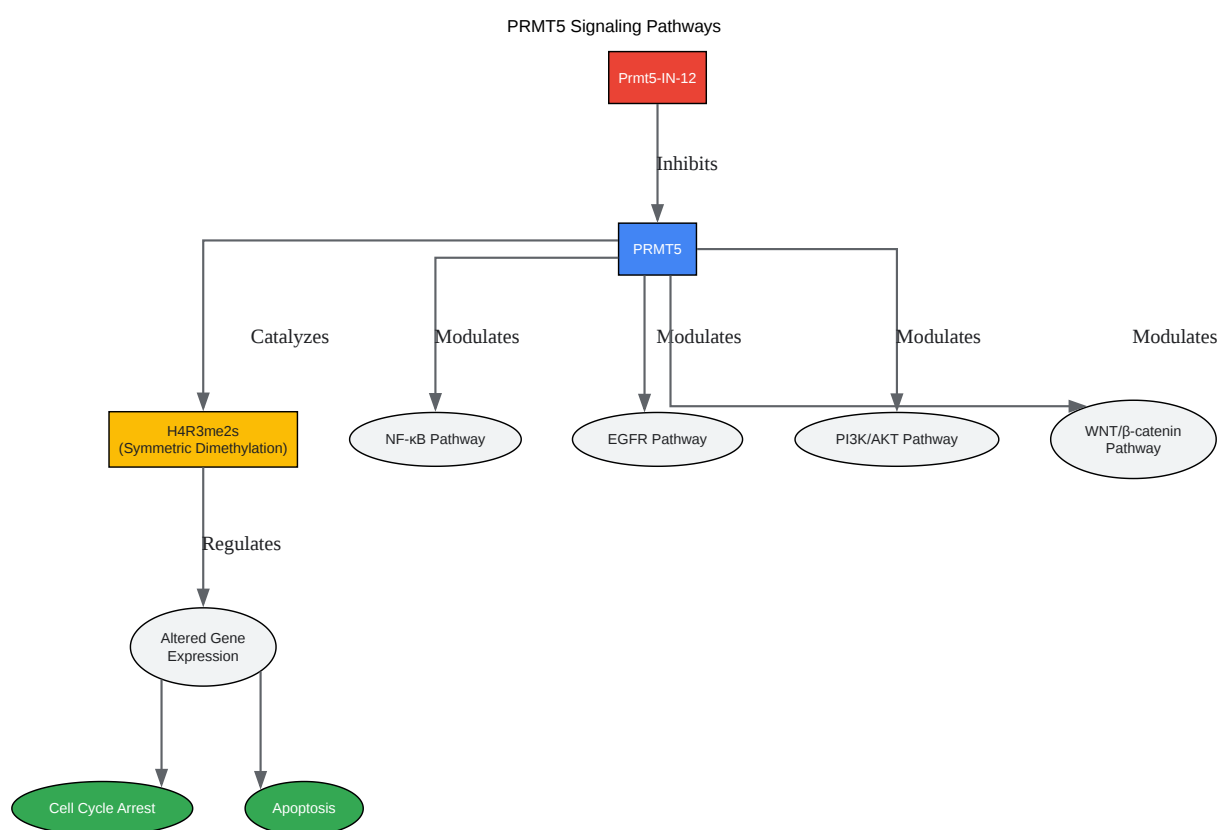 PRMT5 Signaling Pathways
Prmt5-IN-12
Inhibits
PRMT5
Catalyzes
Modulates
Modulates
Modulates
Modulates
H4R3me2s
(Symmetric Dimethylation)
NF-κB Pathway
EGFR Pathway
PI3K/AKT Pathway
WNT/β-catenin
Pathway
Regulates
Altered Gene
Expression
Cell Cycle Arrest
Apoptosis